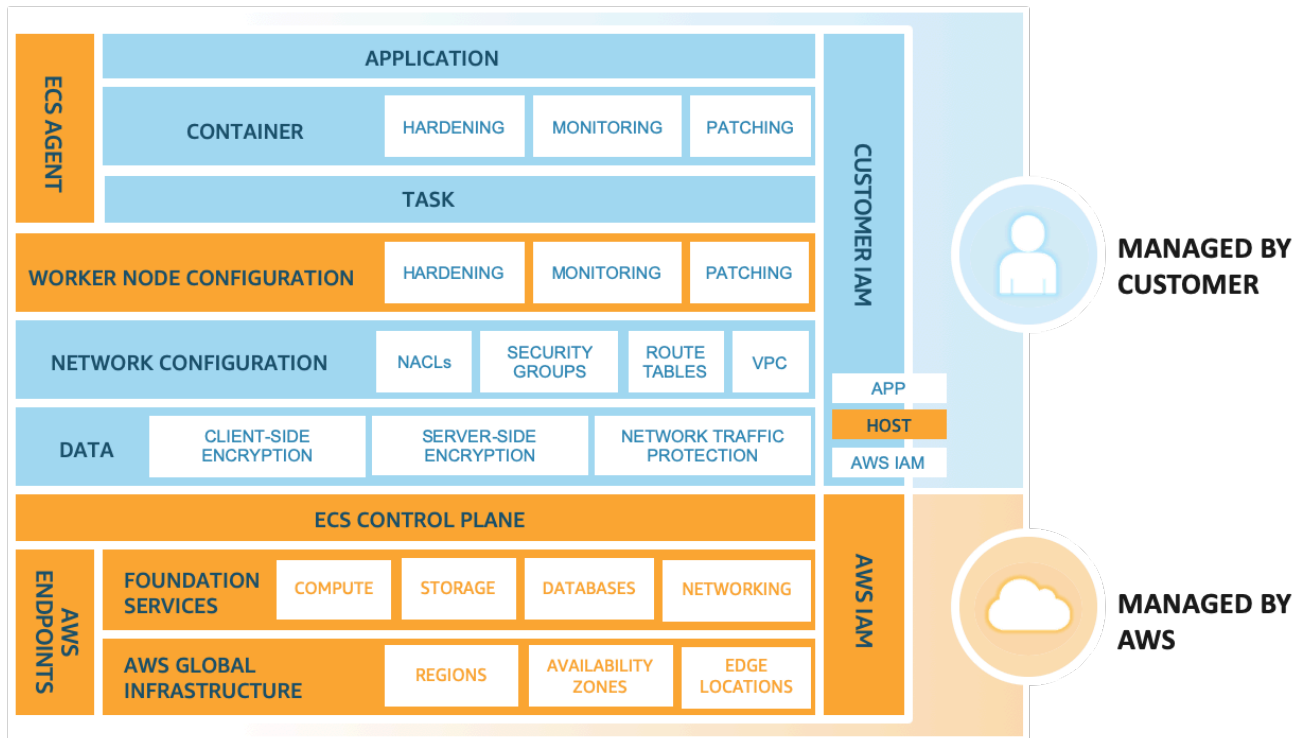 ECS AGENT
APPLICATION
CONTAINER
HARDENING
MONITORING
PATCHING
TASK
WORKER NODE CONFIGURATION
HARDENING
MONITORING
PATCHING
NETWORK CONFIGURATION
NACLs
SECURITY
GROUPS
ROUTE
TABLES
VPC
DATA
CLIENT-SIDE
ENCRYPTION
SERVER-SIDE
ENCRYPTION
NETWORK TRAFFIC
PROTECTION
CUSTOMER IAM
APP
HOST
AWS IAM
MANAGED BY
CUSTOMER
ECS CONTROL PLANE
AWS
ENDPOINTS
FOUNDATION
SERVICES
COMPUTE
STORAGE
DATABASES
NETWORKING
AWS GLOBAL
INFRASTRUCTURE
REGIONS
AVAILABILITY
ZONES
EDGE
LOCATIONS
AWS IAM
MANAGED BY
AWS